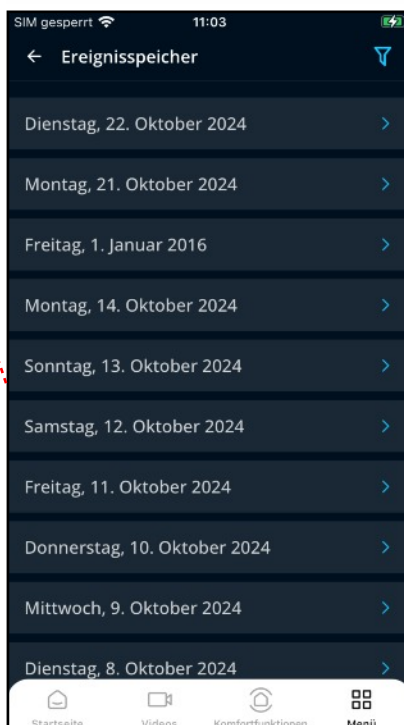 SIM gesperrt 11:03
← Ereignisspeicher
Dienstag, 22. Oktober 2024 >
Montag, 21. Oktober 2024 >
Freitag, 1. Januar 2016 >
Montag, 14. Oktober 2024 >
Sonntag, 13. Oktober 2024 >
Samstag, 12. Oktober 2024 >
Freitag, 11. Oktober 2024 >
Donnerstag, 10. Oktober 2024 >
Mittwoch, 9. Oktober 2024 >
Dienstag, 8. Oktober 2024 >
Startseite Videos Komfortfunktionen Menü